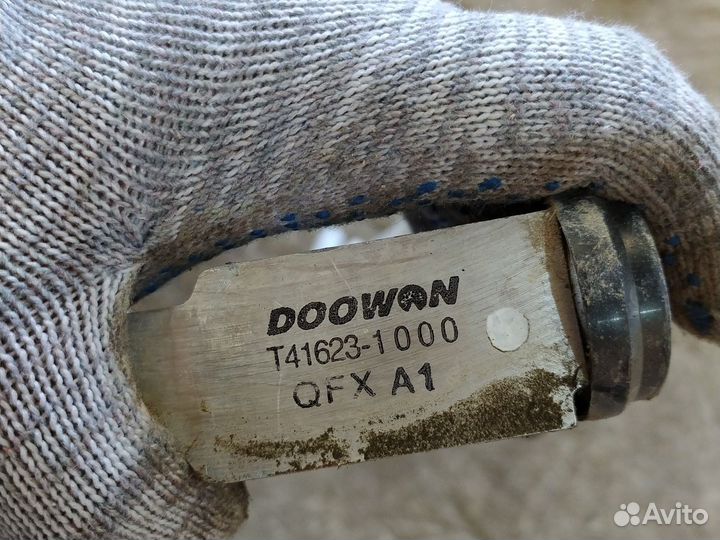 DOOWON
T41623-1000
QFX A1
Avito